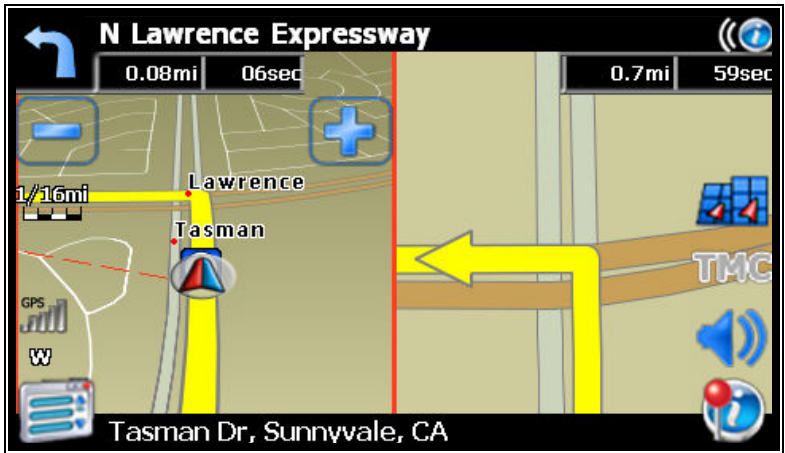 N Lawrence Expressway
0.08mi 06sec 0.7mi 59sec
Lawrence
1/16mi
Tasman
TMC
GPS
W
Tasman Dr, Sunnyvale, CA